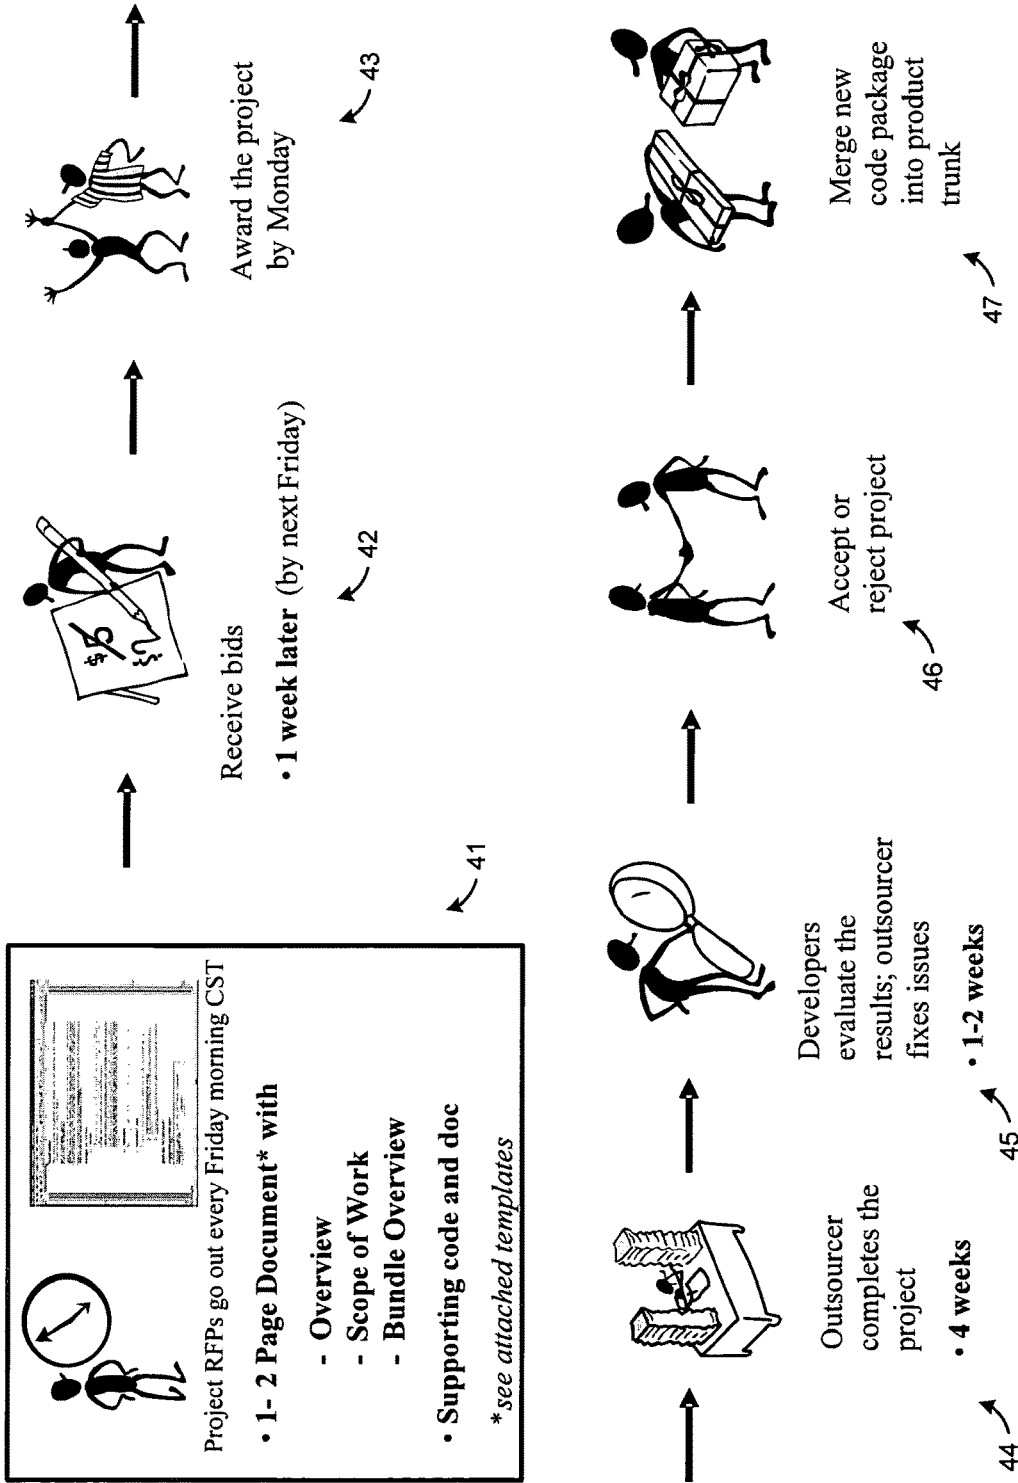 Project RFPs go out every Friday morning CST
• 1- 2 Page Document* with
- Overview
- Scope of Work
- Bundle Overview
• Supporting code and doc
*see attached templates
41
$5
Receive bids
• 1 week later (by next Friday)
42
Award the project
by Monday
43
Outsourcer
completes the
project
• 4 weeks
44
Developers
evaluate the
results; outsourcer
fixes issues
• 1-2 weeks
45
Accept or
reject project
46
Merge new
code package
into product
trunk
47